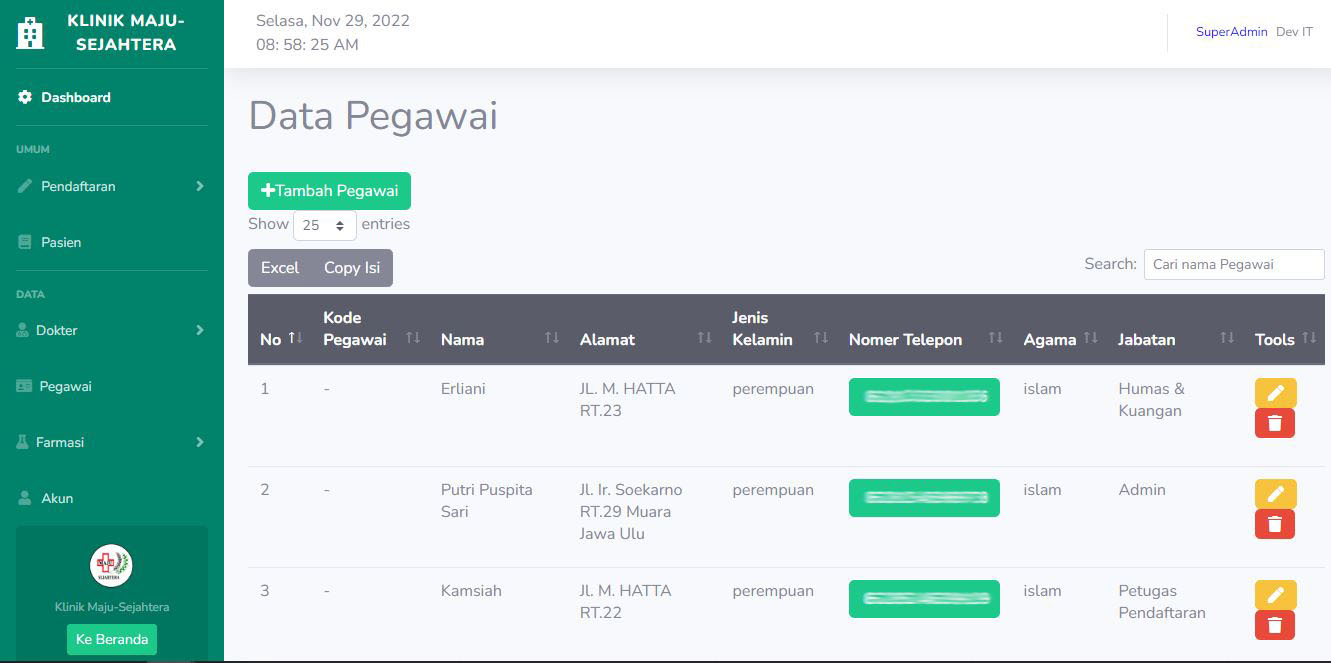 KLINIK MAJU-
SEJAHTERA
Selasa, Nov 29, 2022
08: 58: 25 AM
SuperAdmin Dev IT
Dashboard
UMUM
Pendaftaran
Pasien
DATA
Dokter
Pegawai
Farmasi
Akun
SEJAHTERA
Klinik Maju-Sejahtera
Ke Beranda
Data Pegawai
Tambah Pegawai
Show 25 entries
Excel Copy Isi
Search: Cari nama Pegawai
No Kode Pegawai Nama Alamat Jenis Kelamin Nomer Telepon Agama Jabatan Tools
1 - Erliani JL. M. HATTA perempuan islam Humas &
RT.23 Kuangan
2 - Putri Puspita Jl. Ir. Soekarno perempuan islam Admin
Sari RT.29 Muara
Jawa Ulu
3 - Kamsiah Jl. M. HATTA perempuan islam Petugas
RT.22 Pendaftaran